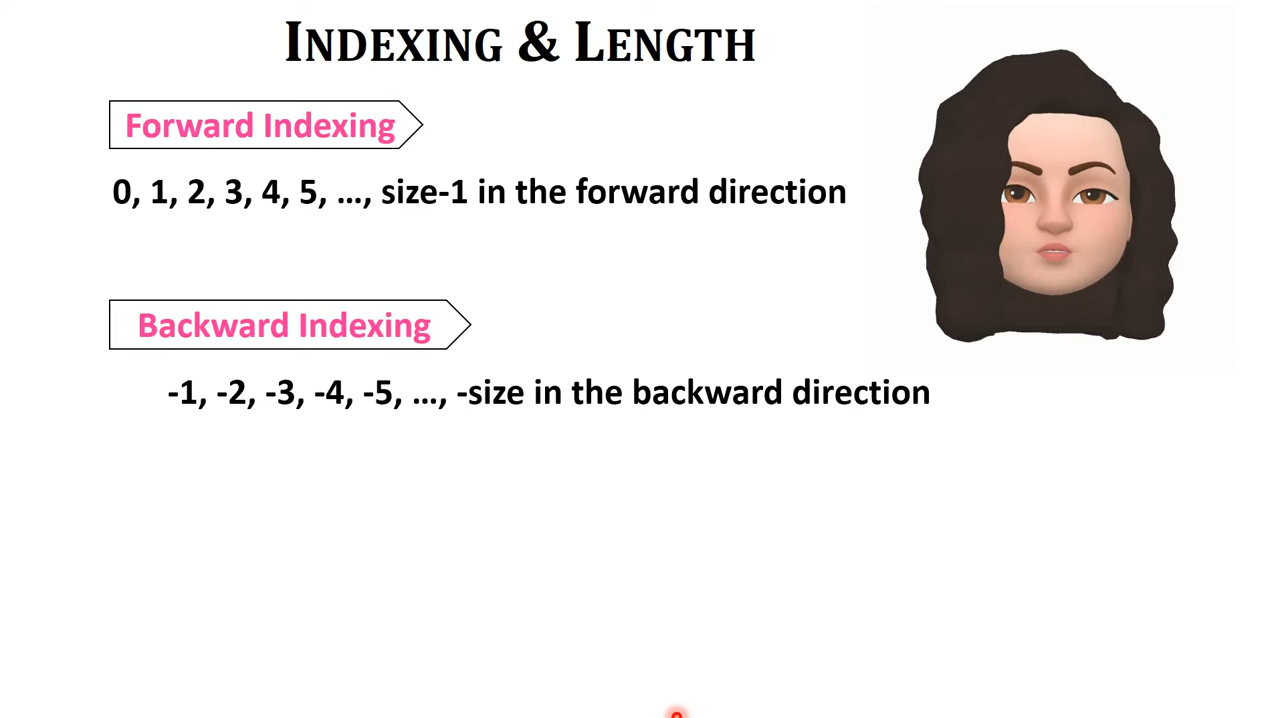 INDEXING & LENGTH
Forward Indexing
0, 1, 2, 3, 4, 5, ..., size-1 in the forward direction
Backward Indexing
-1, -2, -3, -4, -5, ..., -size in the backward direction